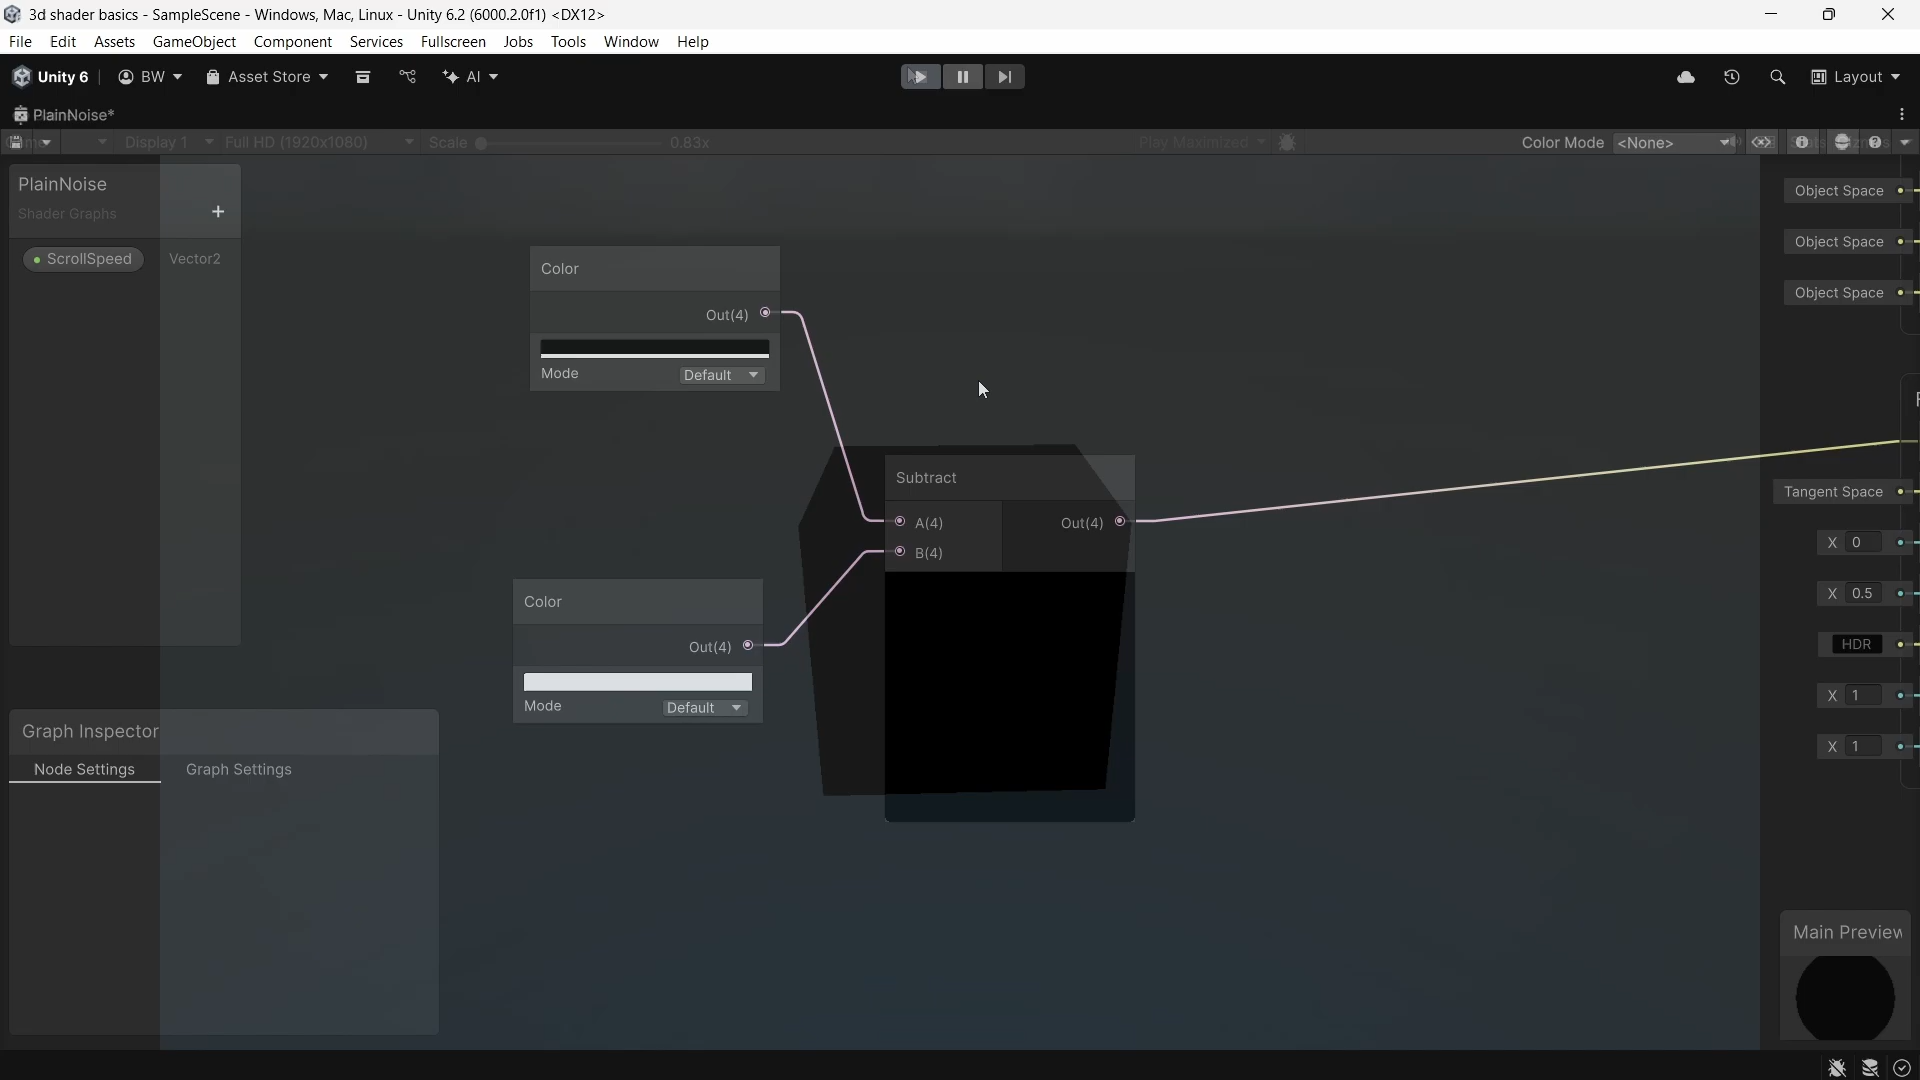 3d shader basics - SampleScene - Windows, Mac, Linux - Unity 6.2 (6000.2.0f1) <DX12>
File Edit Assets GameObject Component Services Fullscreen Jobs Tools Window Help
Unity 6 BW Asset Store AI Layout
PlainNoise*
Display 1 Full HD (1920x1080) Scale 0.83x Play Maximized Color Mode <None>
PlainNoise
Shader Graphs
+
ScrollSpeed Vector2
Object Space
Object Space
Object Space
Color
Out(4)
Mode Default
Subtract
A(4) Out(4)
B(4)
Color
Out(4)
Mode Default
Tangent Space
X 0
X 0.5
HDR
X 1
X 1
Graph Inspector
Node Settings Graph Settings
Main Preview